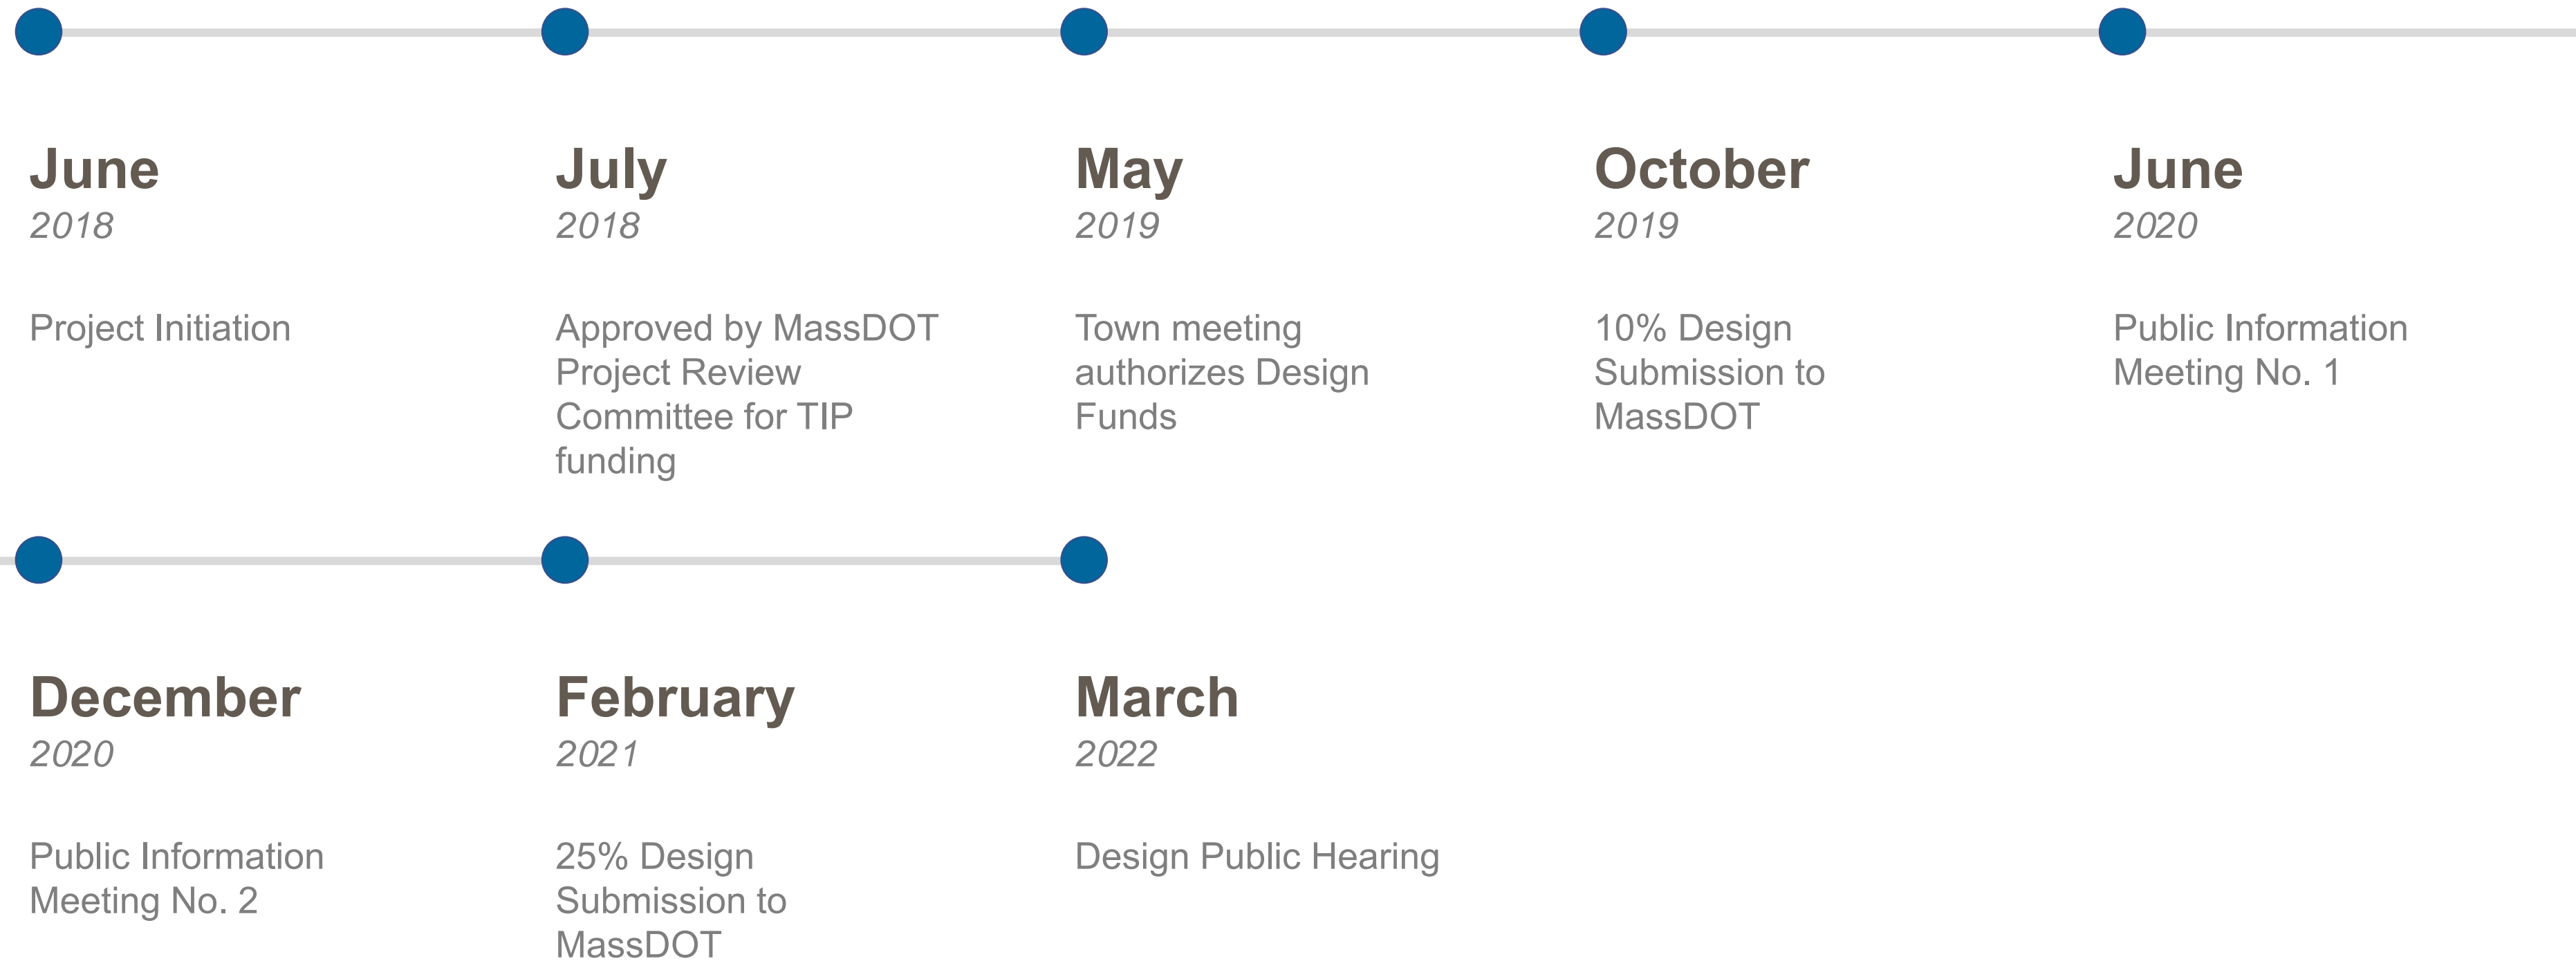 June
2018
Project Initiation
July
2018
Approved by MassDOT
Project Review
Committee for TIP
funding
May
2019
Town meeting
authorizes Design
Funds
October
2019
10% Design
Submission to
MassDOT
June
2020
Public Information
Meeting No. 1
December
2020
Public Information
Meeting No. 2
February
2021
25% Design
Submission to
MassDOT
March
2022
Design Public Hearing